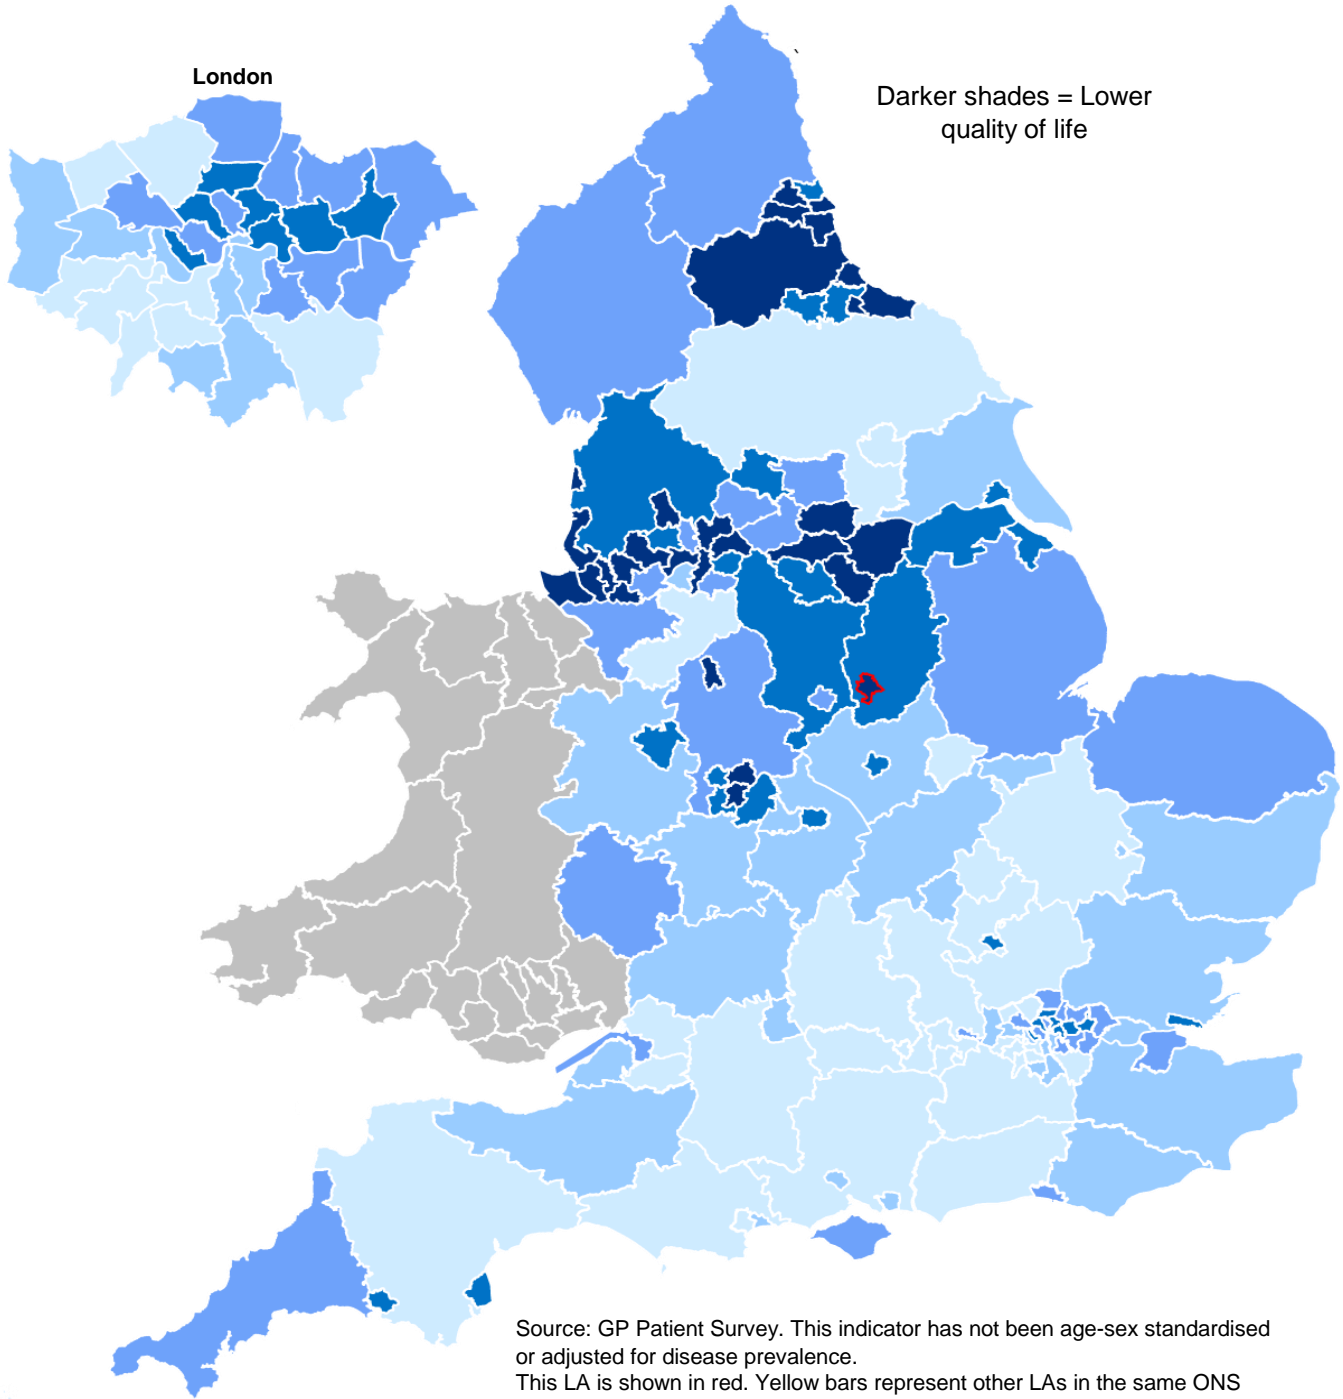 London
Darker shades = Lower
quality of life
Source: GP Patient Survey. This indicator has not been age-sex standardised
or adjusted for disease prevalence.
This LA is shown in red. Yellow bars represent other LAs in the same ONS